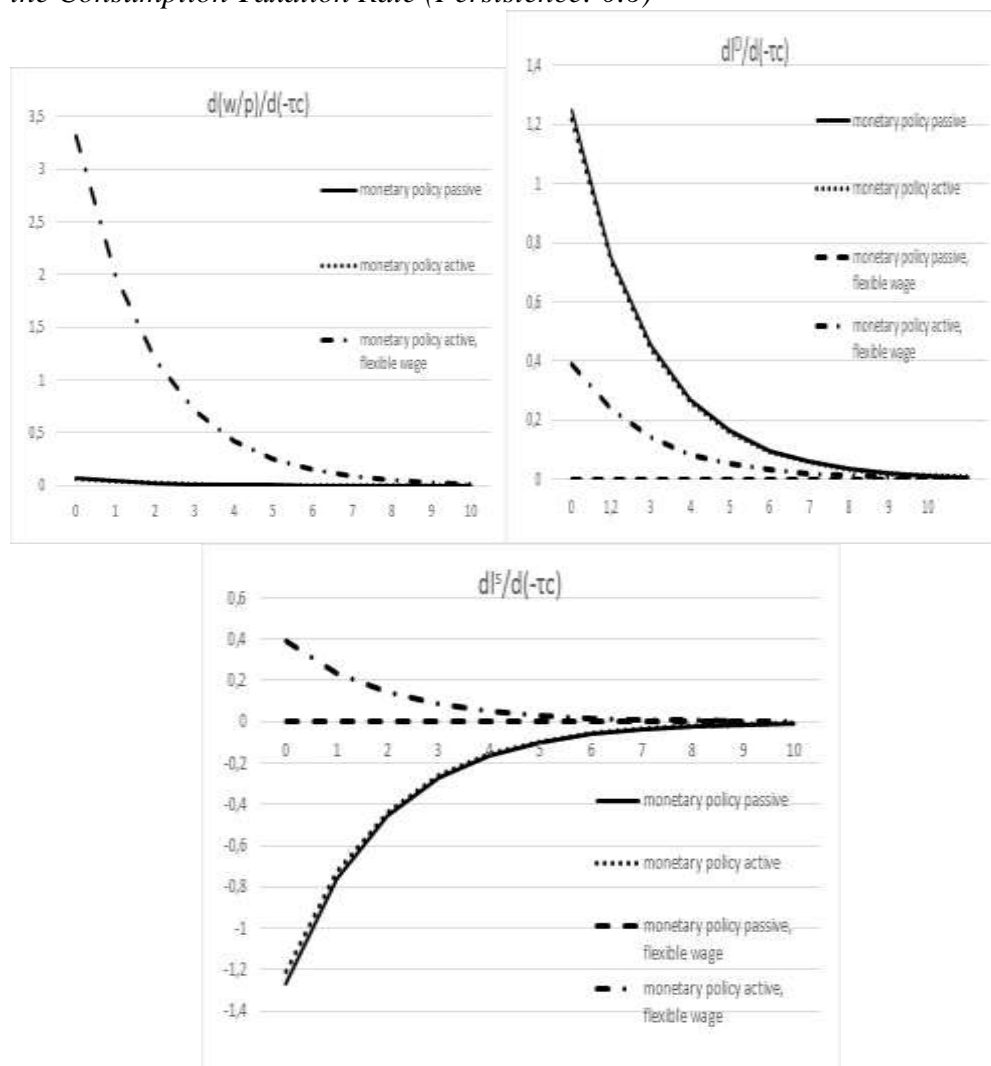 the Consumption Taxation Rate (Persistence: 0.6)
d(w/p)/d(-τc)
3,5
3
2,5
2
1,5
1
0,5
0
0 1 2 3 4 5 6 7 8 9 10
monetary policy passive
monetary policy active
monetary policy active,
flexible wage
dlᴰ/d(-τc)
1,4
1,2
1
0,8
0,6
0,4
0,2
0
0 1,2 3 4 5 6 7 8 9 10
monetary policy passive
monetary policy active
monetary policy passive,
flexible wage
monetary policy active,
flexible wage
dlˢ/d(-τc)
0,6
0,4
0,2
0
-0,2
-0,4
-0,6
-0,8
-1
-1,2
-1,4
0 1 2 3 4 5 6 7 8 9 10
monetary policy passive
monetary policy active
monetary policy passive,
flexible wage
monetary policy active,
flexible wage